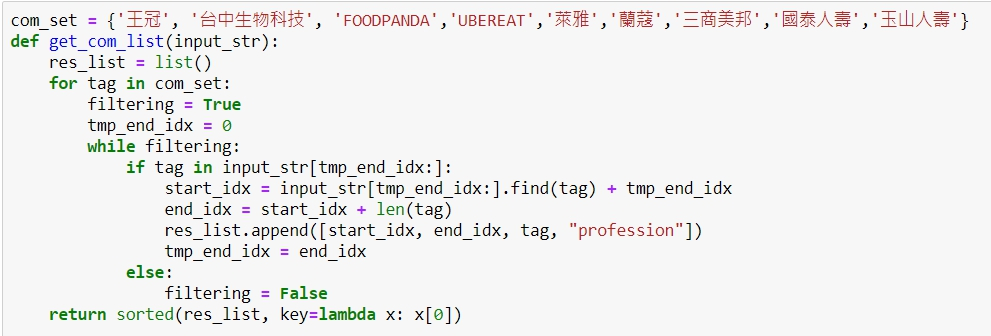 com_set = {'王冠', '台中生物科技', 'FOODPANDA','UBEREAT','萊雅','蘭蔻','三商美邦','國泰人壽','玉山人壽'}
def get_com_list(input_str):
    res_list = list()
    for tag in com_set:
        filtering = True
        tmp_end_idx = 0
        while filtering:
            if tag in input_str[tmp_end_idx:]:
                start_idx = input_str[tmp_end_idx:].find(tag) + tmp_end_idx
                end_idx = start_idx + len(tag)
                res_list.append([start_idx, end_idx, tag, "profession"])
                tmp_end_idx = end_idx
            else:
                filtering = False
    return sorted(res_list, key=lambda x: x[0])